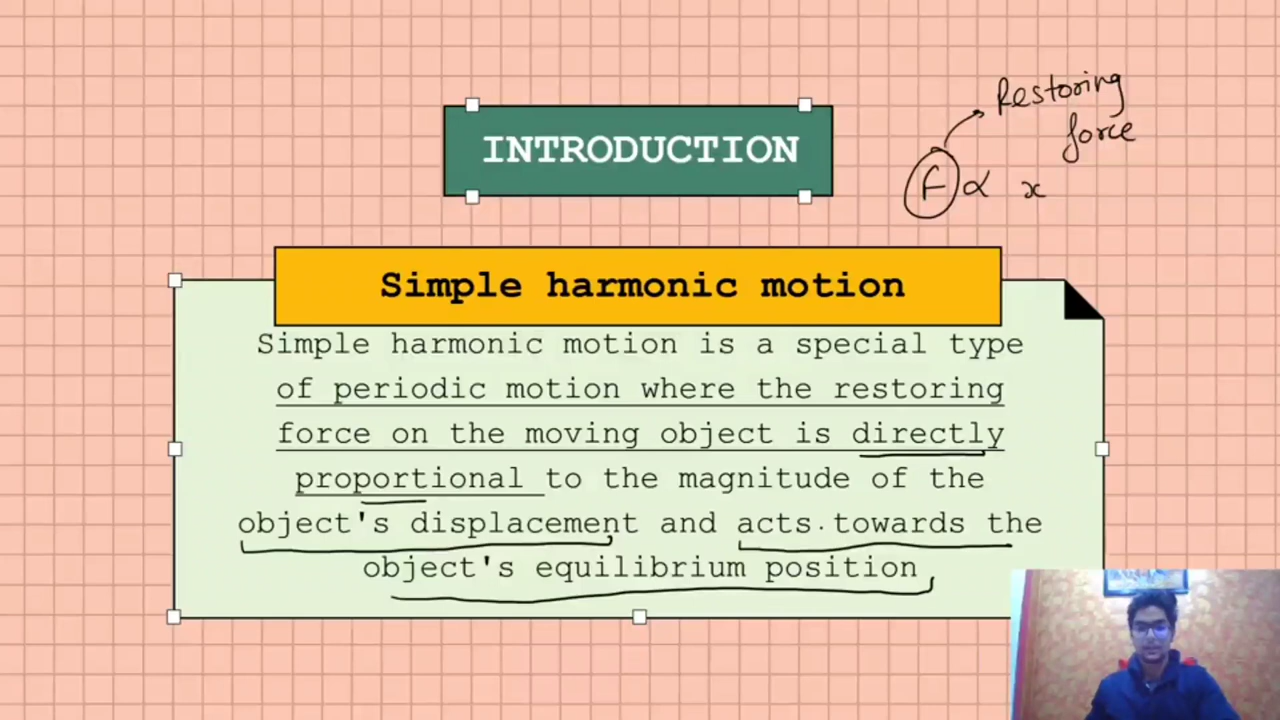 INTRODUCTION
Restoring
force
F ∝ x
Simple harmonic motion
Simple harmonic motion is a special type
of periodic motion where the restoring
force on the moving object is directly
proportional to the magnitude of the
object's displacement and acts towards the
object's equilibrium position